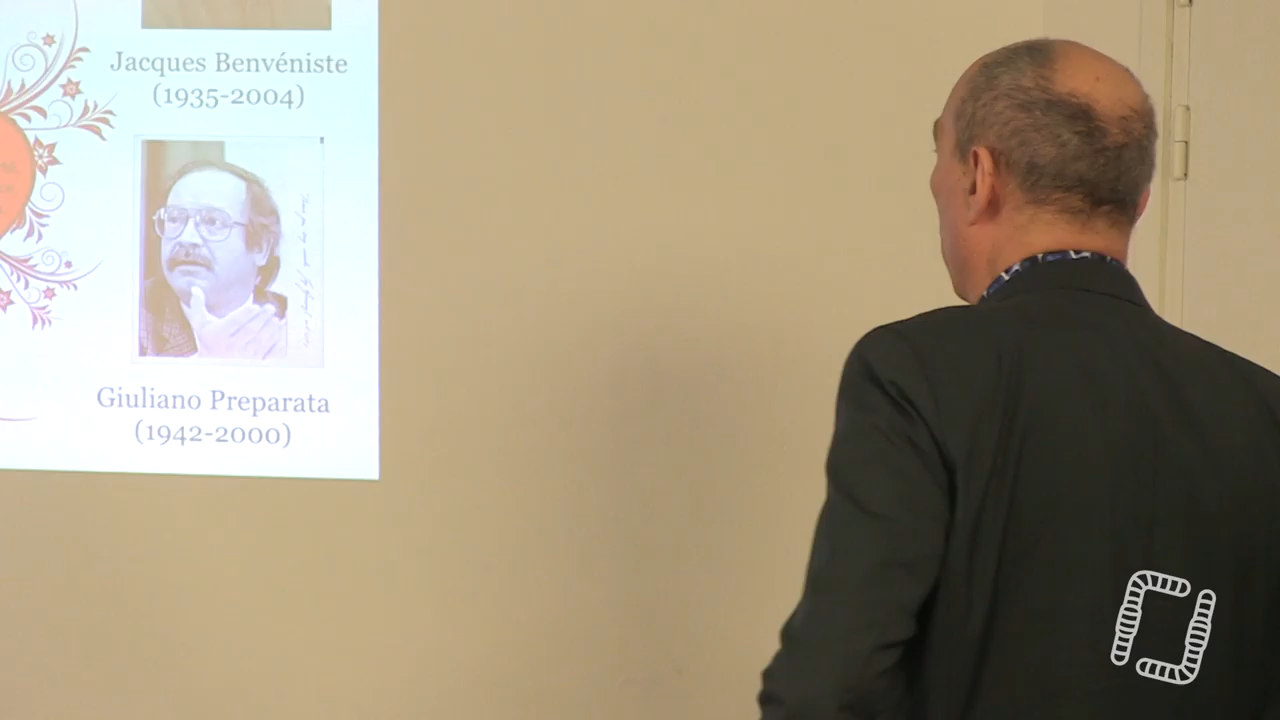 Jacques Benvéniste
(1935-2004)
Giuliano Preparata
(1942-2000)